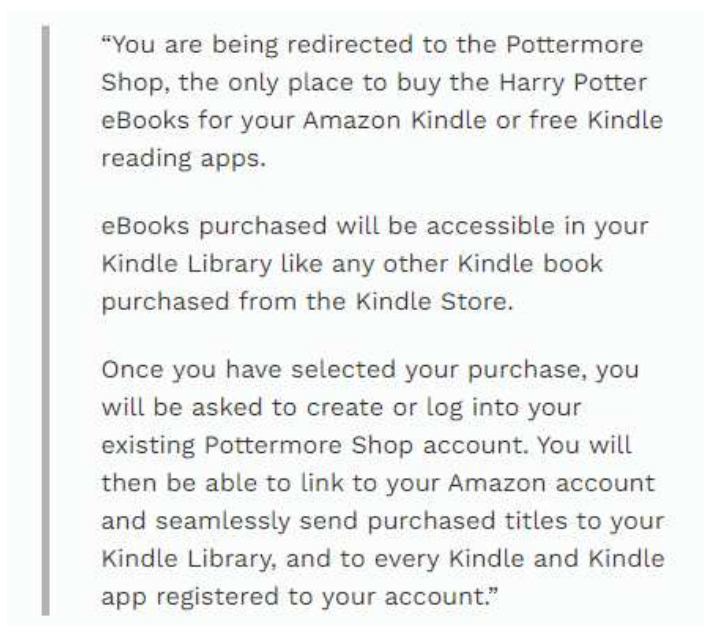 “You are being redirected to the Pottermore
Shop, the only place to buy the Harry Potter
eBooks for your Amazon Kindle or free Kindle
reading apps.
eBooks purchased will be accessible in your
Kindle Library like any other Kindle book
purchased from the Kindle Store.
Once you have selected your purchase, you
will be asked to create or log into your
existing Pottermore Shop account. You will
then be able to link to your Amazon account
and seamlessly send purchased titles to your
Kindle Library, and to every Kindle and Kindle
app registered to your account.”